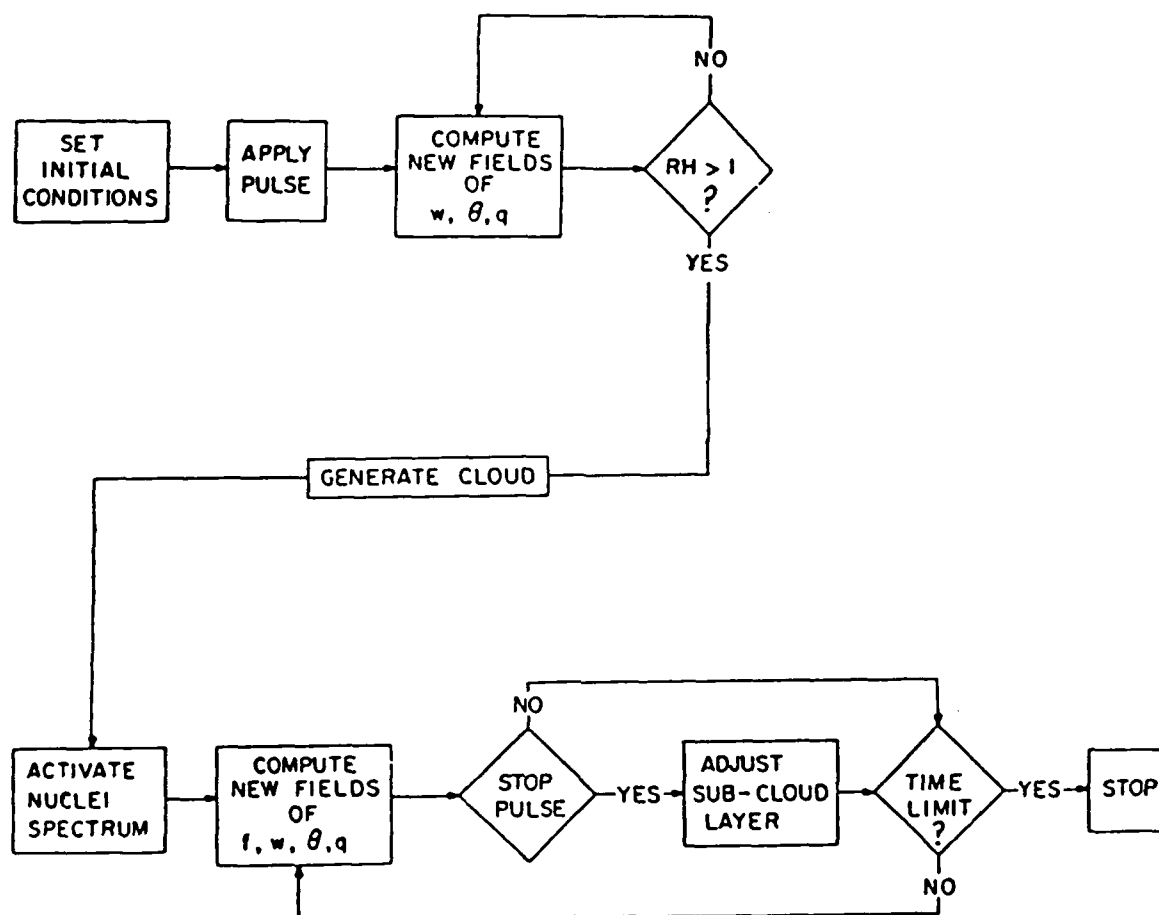 NO
SET
INITIAL
CONDITIONS
APPLY
PULSE
COMPUTE
NEW FIELDS
OF
w, θ, q
RH > 1
?
YES
GENERATE CLOUD
NO
ACTIVATE
NUCLEI
SPECTRUM
COMPUTE
NEW FIELDS
OF
f, w, θ, q
STOP
PULSE
YES
ADJUST
SUB-CLOUD
LAYER
TIME
LIMIT
?
YES
STOP
NO